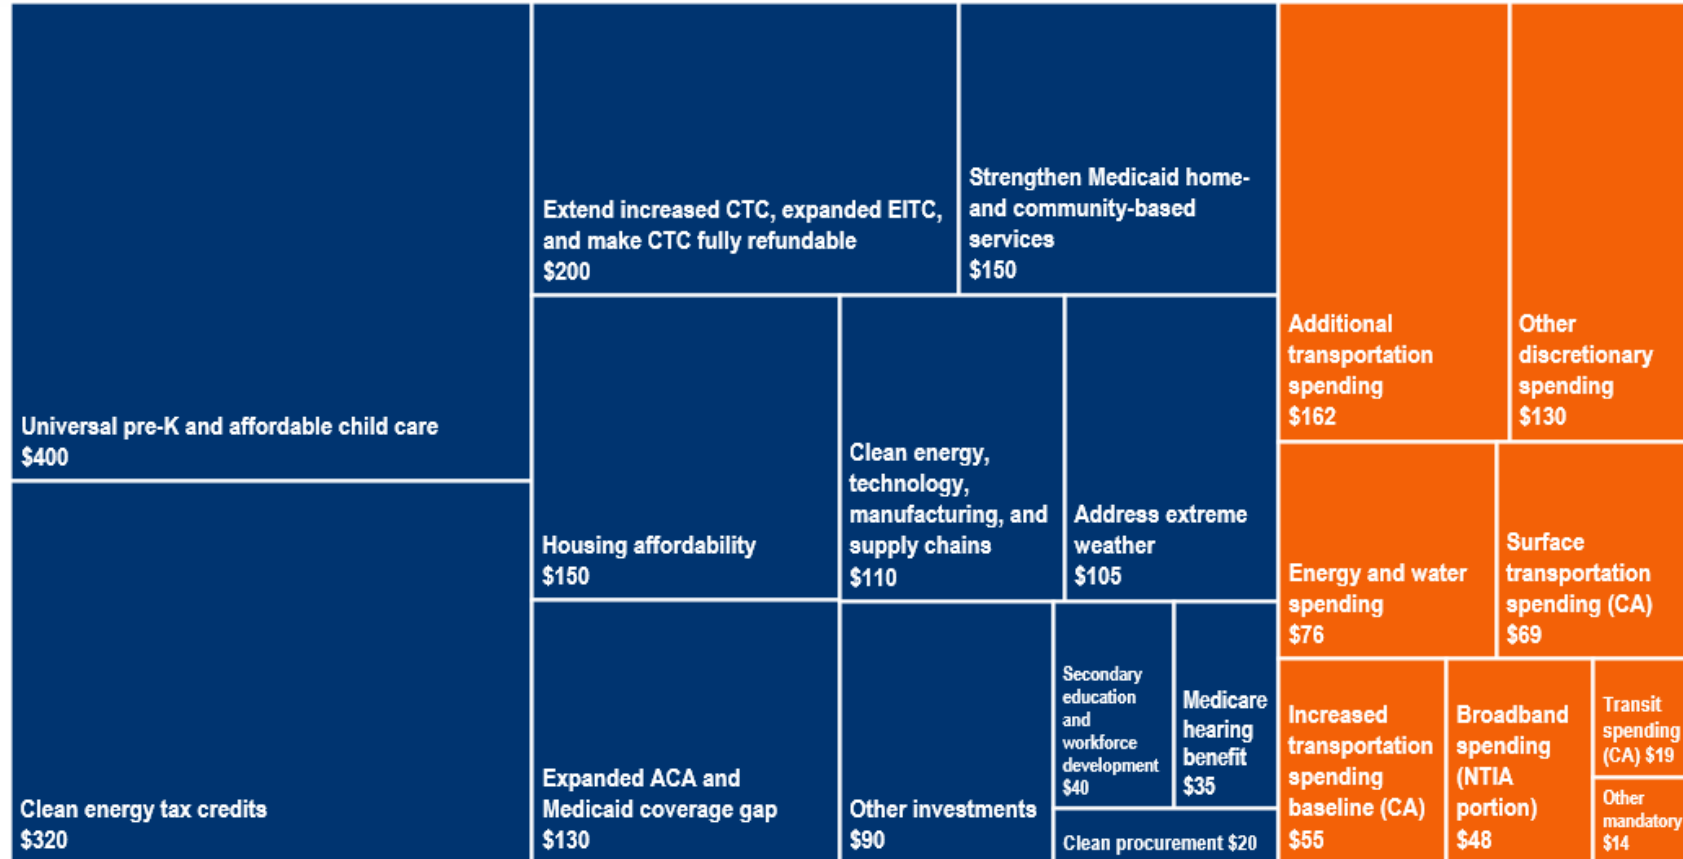 Universal pre-K and affordable child care
$400
Clean energy tax credits
$320
Extend increased CTC, expanded EITC,
and make CTC fully refundable
$200
Strengthen Medicaid home-
and community-based
services
$150
Housing affordability
$150
Clean energy,
technology,
manufacturing, and
supply chains
$110
Address extreme
weather
$105
Expanded ACA and
Medicaid coverage gap
$130
Other investments
$90
Secondary
education
and
workforce
development
$40
Medicare
hearing
benefit
$35
Clean procurement $20
Additional
transportation
spending
$162
Other
discretionary
spending
$130
Energy and water
spending
$76
Surface
transportation
spending (CA)
$69
Increased
transportation
spending
baseline (CA)
$55
Broadband
spending
(NTIA
portion)
$48
Transit
spending
(CA) $19
Other
mandatory
$14